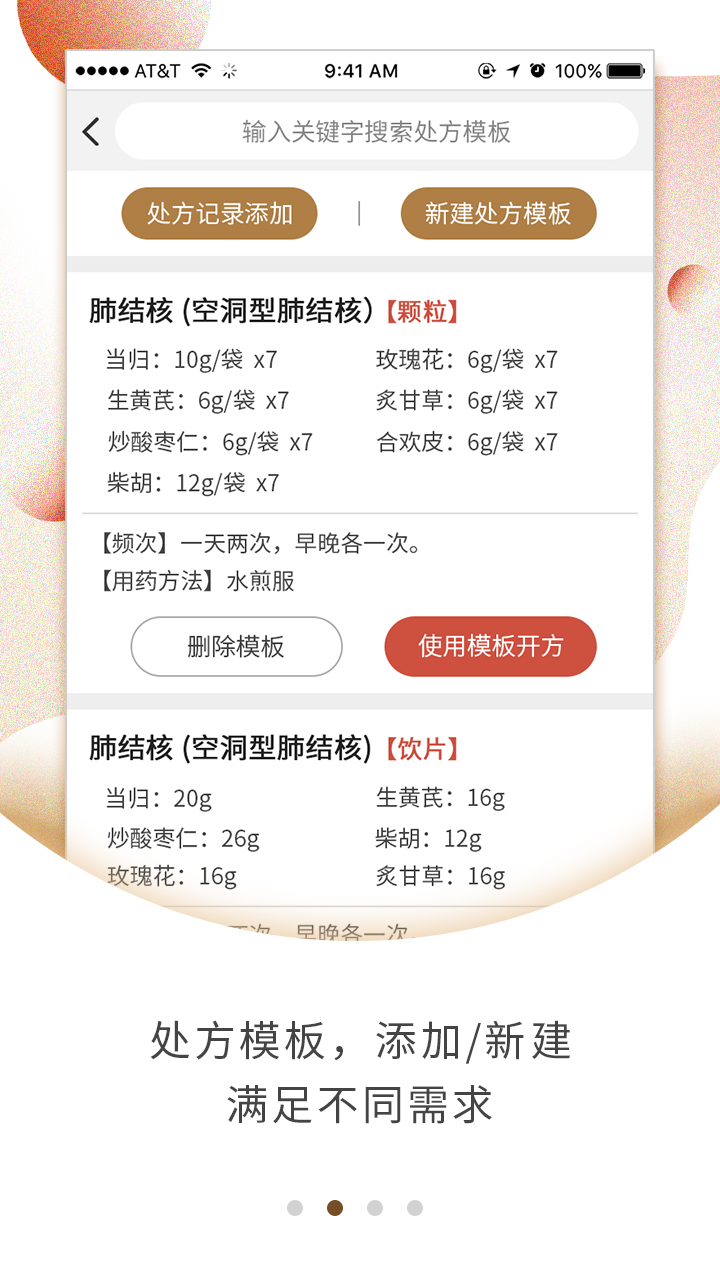 AT&T 9:41 AM 100%
输入关键字搜索处方模板
处方记录添加 | 新建处方模板
肺结核 (空洞型肺结核)【颗粒】
当归：10g/袋 x7 玫瑰花：6g/袋 x7
生黄芪：6g/袋 x7 炙甘草：6g/袋 x7
炒酸枣仁：6g/袋 x7 合欢皮：6g/袋 x7
柴胡：12g/袋 x7
【频次】一天两次，早晚各一次。
【用药方法】水煎服
删除模板 使用模板开方
肺结核 (空洞型肺结核)【饮片】
当归：20g 生黄芪：16g
炒酸枣仁：26g 柴胡：12g
玫瑰花：16g 炙甘草：16g
两次，早晚各一次。
处方模板，添加/新建
满足不同需求